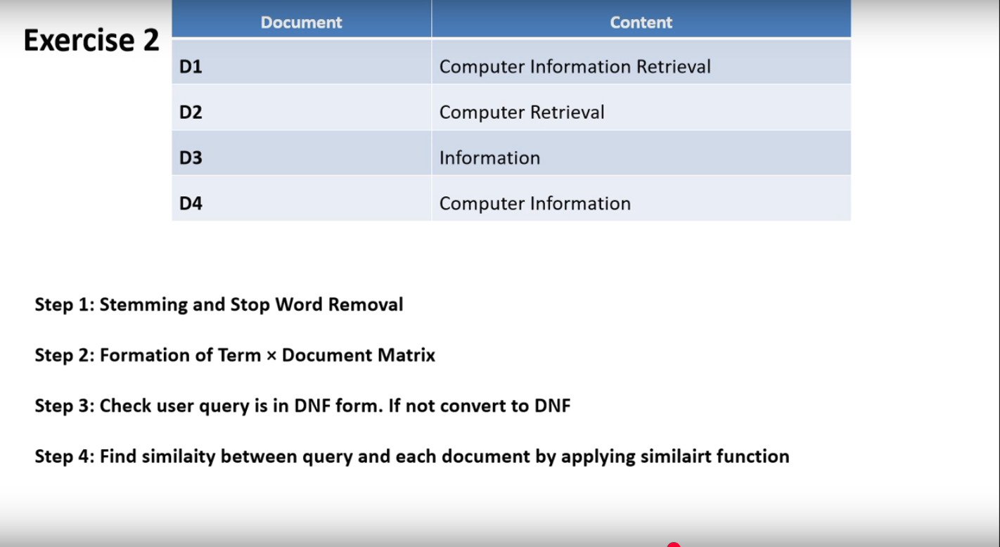 Exercise 2
Document Content
D1 Computer Information Retrieval
D2 Computer Retrieval
D3 Information
D4 Computer Information
Step 1: Stemming and Stop Word Removal
Step 2: Formation of Term × Document Matrix
Step 3: Check user query is in DNF form. If not convert to DNF
Step 4: Find similaity between query and each document by applying similairt function